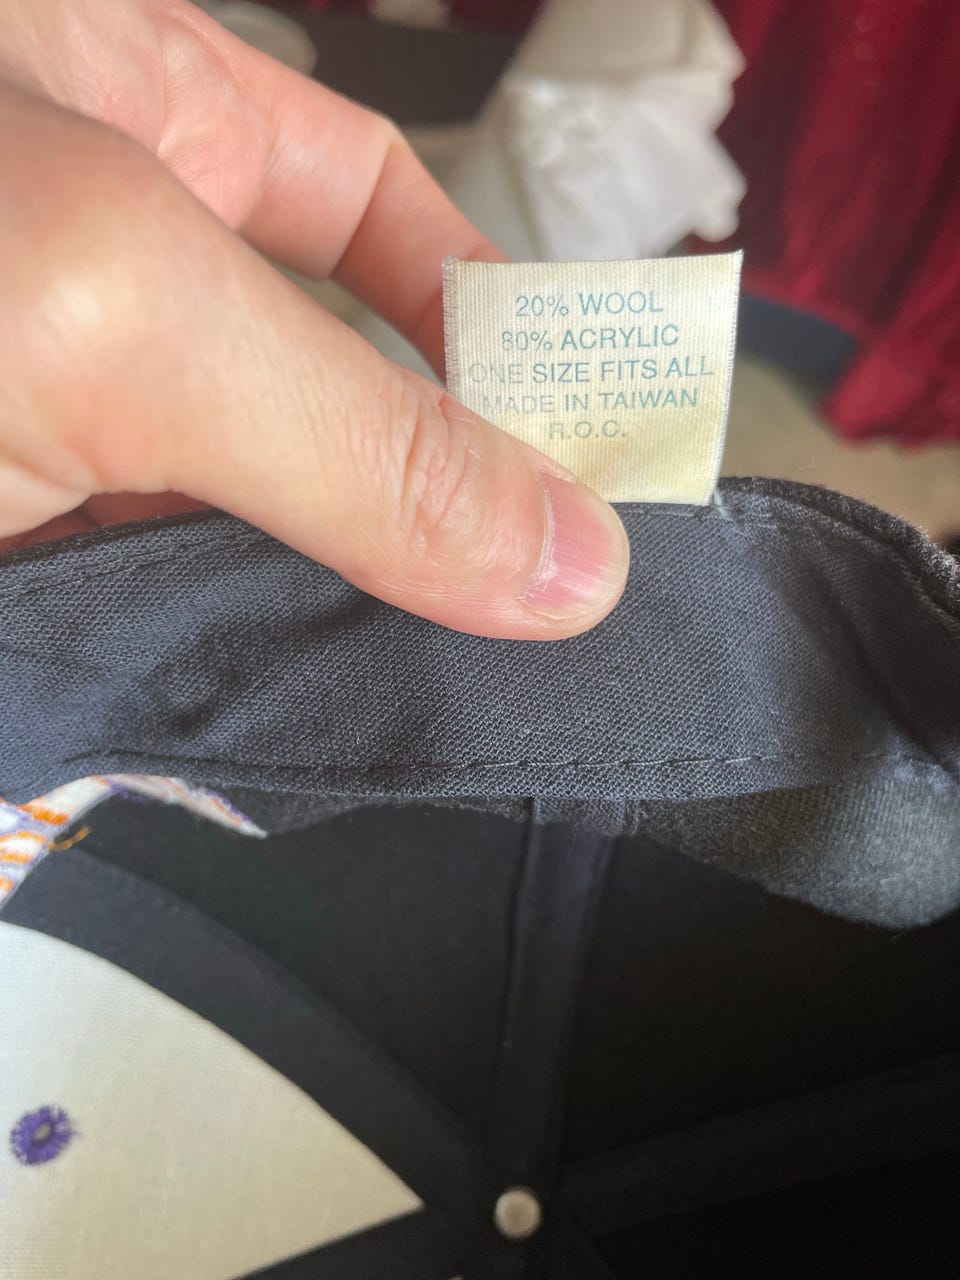 20% WOOL
80% ACRYLIC
ONE SIZE FITS ALL
MADE IN TAIWAN
R.O.C.